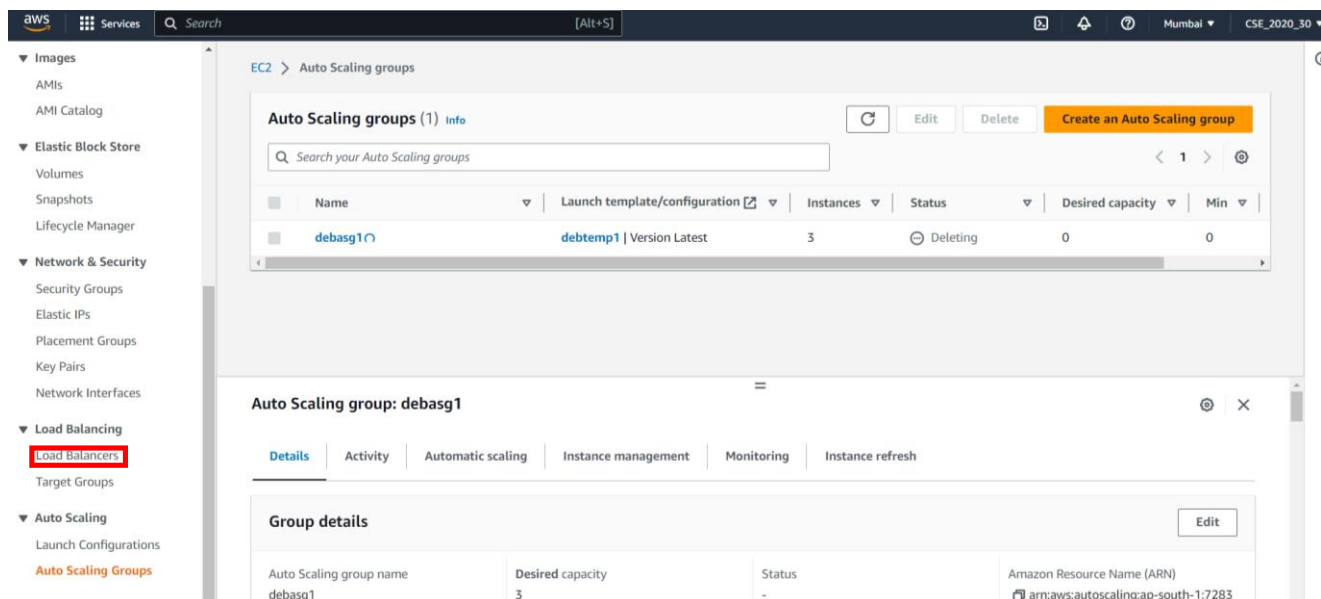 aws Services Search [Alt+S] Mumbai CSE_2020_30
Images
AMIs
AMI Catalog
Elastic Block Store
Volumes
Snapshots
Lifecycle Manager
Network & Security
Security Groups
Elastic IPs
Placement Groups
Key Pairs
Network Interfaces
Load Balancing
Load Balancers
Target Groups
Auto Scaling
Launch Configurations
Auto Scaling Groups
EC2 > Auto Scaling groups
Auto Scaling groups (1) Info Edit Delete Create an Auto Scaling group
Search your Auto Scaling groups 1
Name Launch template/configuration Instances Status Desired capacity Min
debasg1 debtemp1 | Version Latest 3 Deleting 0 0
Auto Scaling group: debasg1
Details Activity Automatic scaling Instance management Monitoring Instance refresh
Group details Edit
Auto Scaling group name Desired capacity Status Amazon Resource Name (ARN)
debasg1 3 - arn:aws:autoscaling:ap-south-1:7283